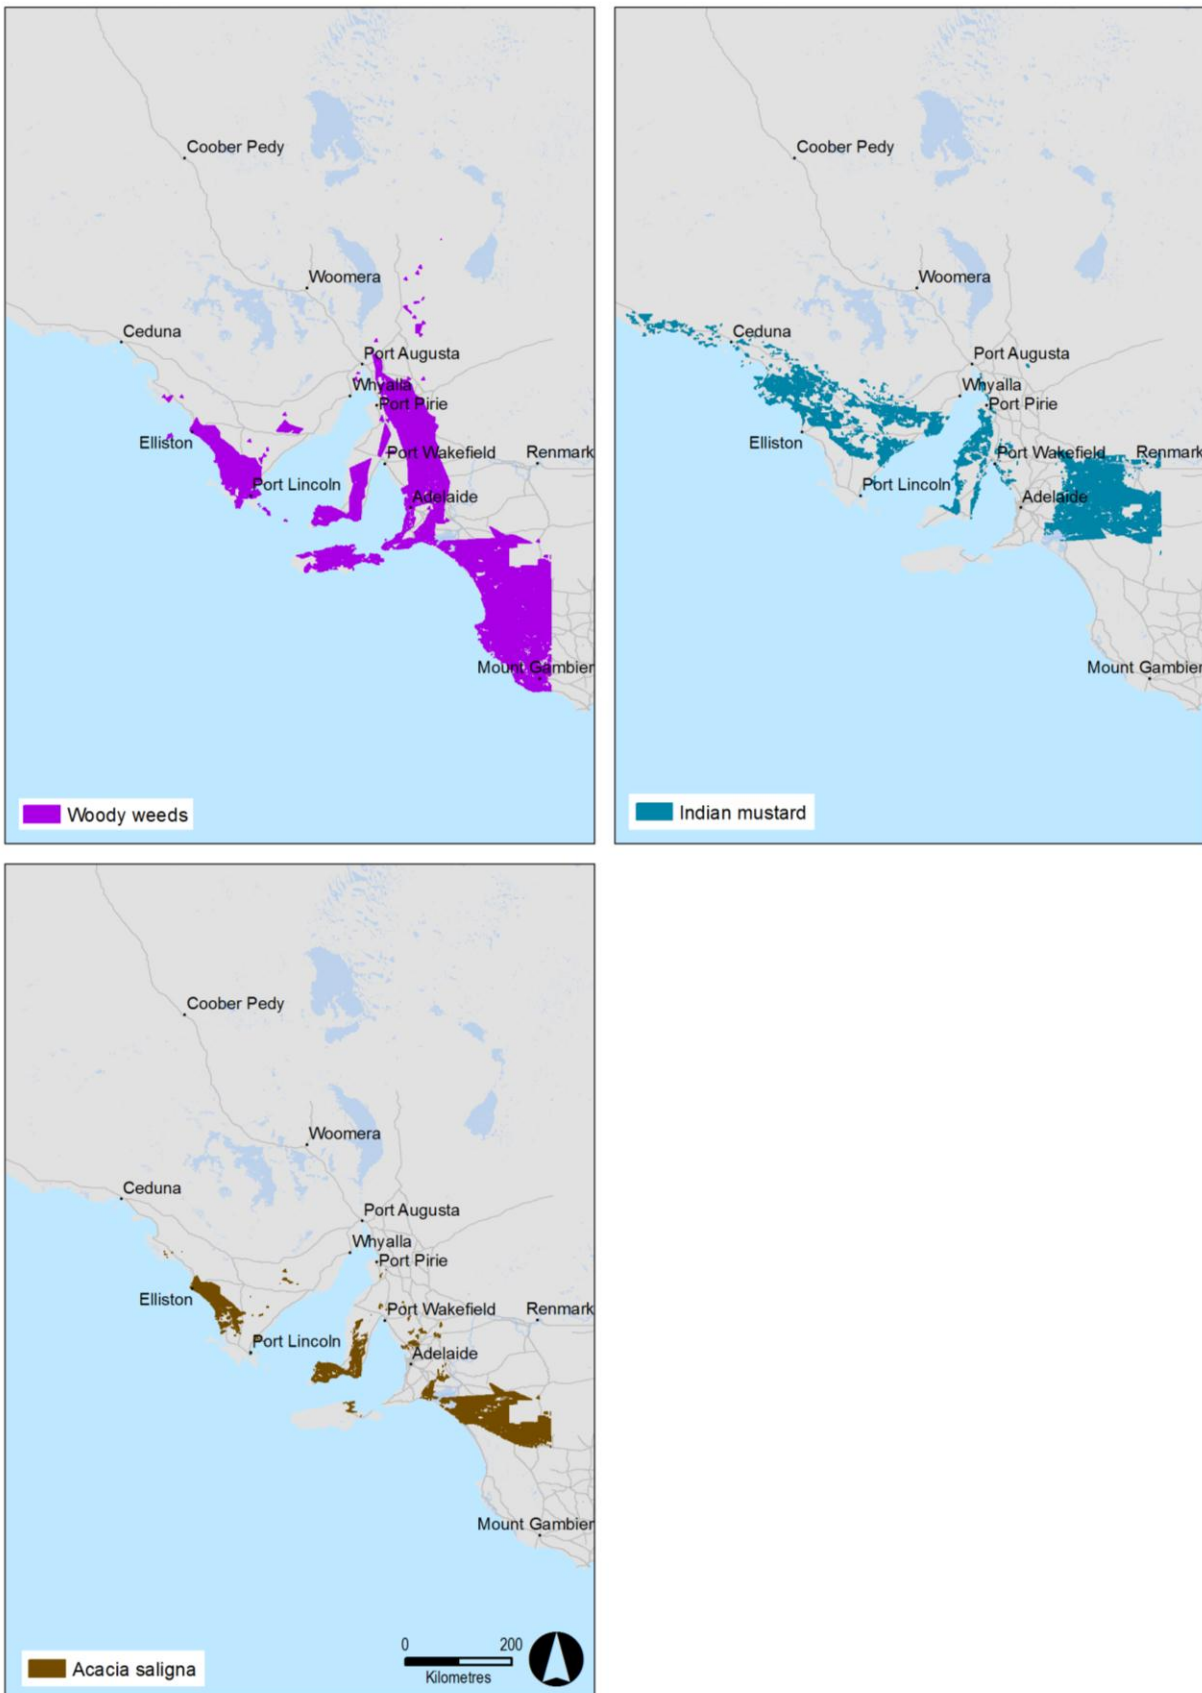 Coober Pedy
Woomera
Ceduna
Port Augusta
Whyalla
Port Pirie
Elliston
Port Wakefield
Renmark
Port Lincoln
Adelaide
Mount Gambier
Woody weeds
Coober Pedy
Woomera
Ceduna
Port Augusta
Whyalla
Port Pirie
Elliston
Port Wakefield
Renmark
Port Lincoln
Adelaide
Mount Gambier
Indian mustard
Coober Pedy
Woomera
Ceduna
Port Augusta
Whyalla
Port Pirie
Elliston
Port Wakefield
Renmark
Port Lincoln
Adelaide
Mount Gambier
0 200
Kilometres
Acacia saligna